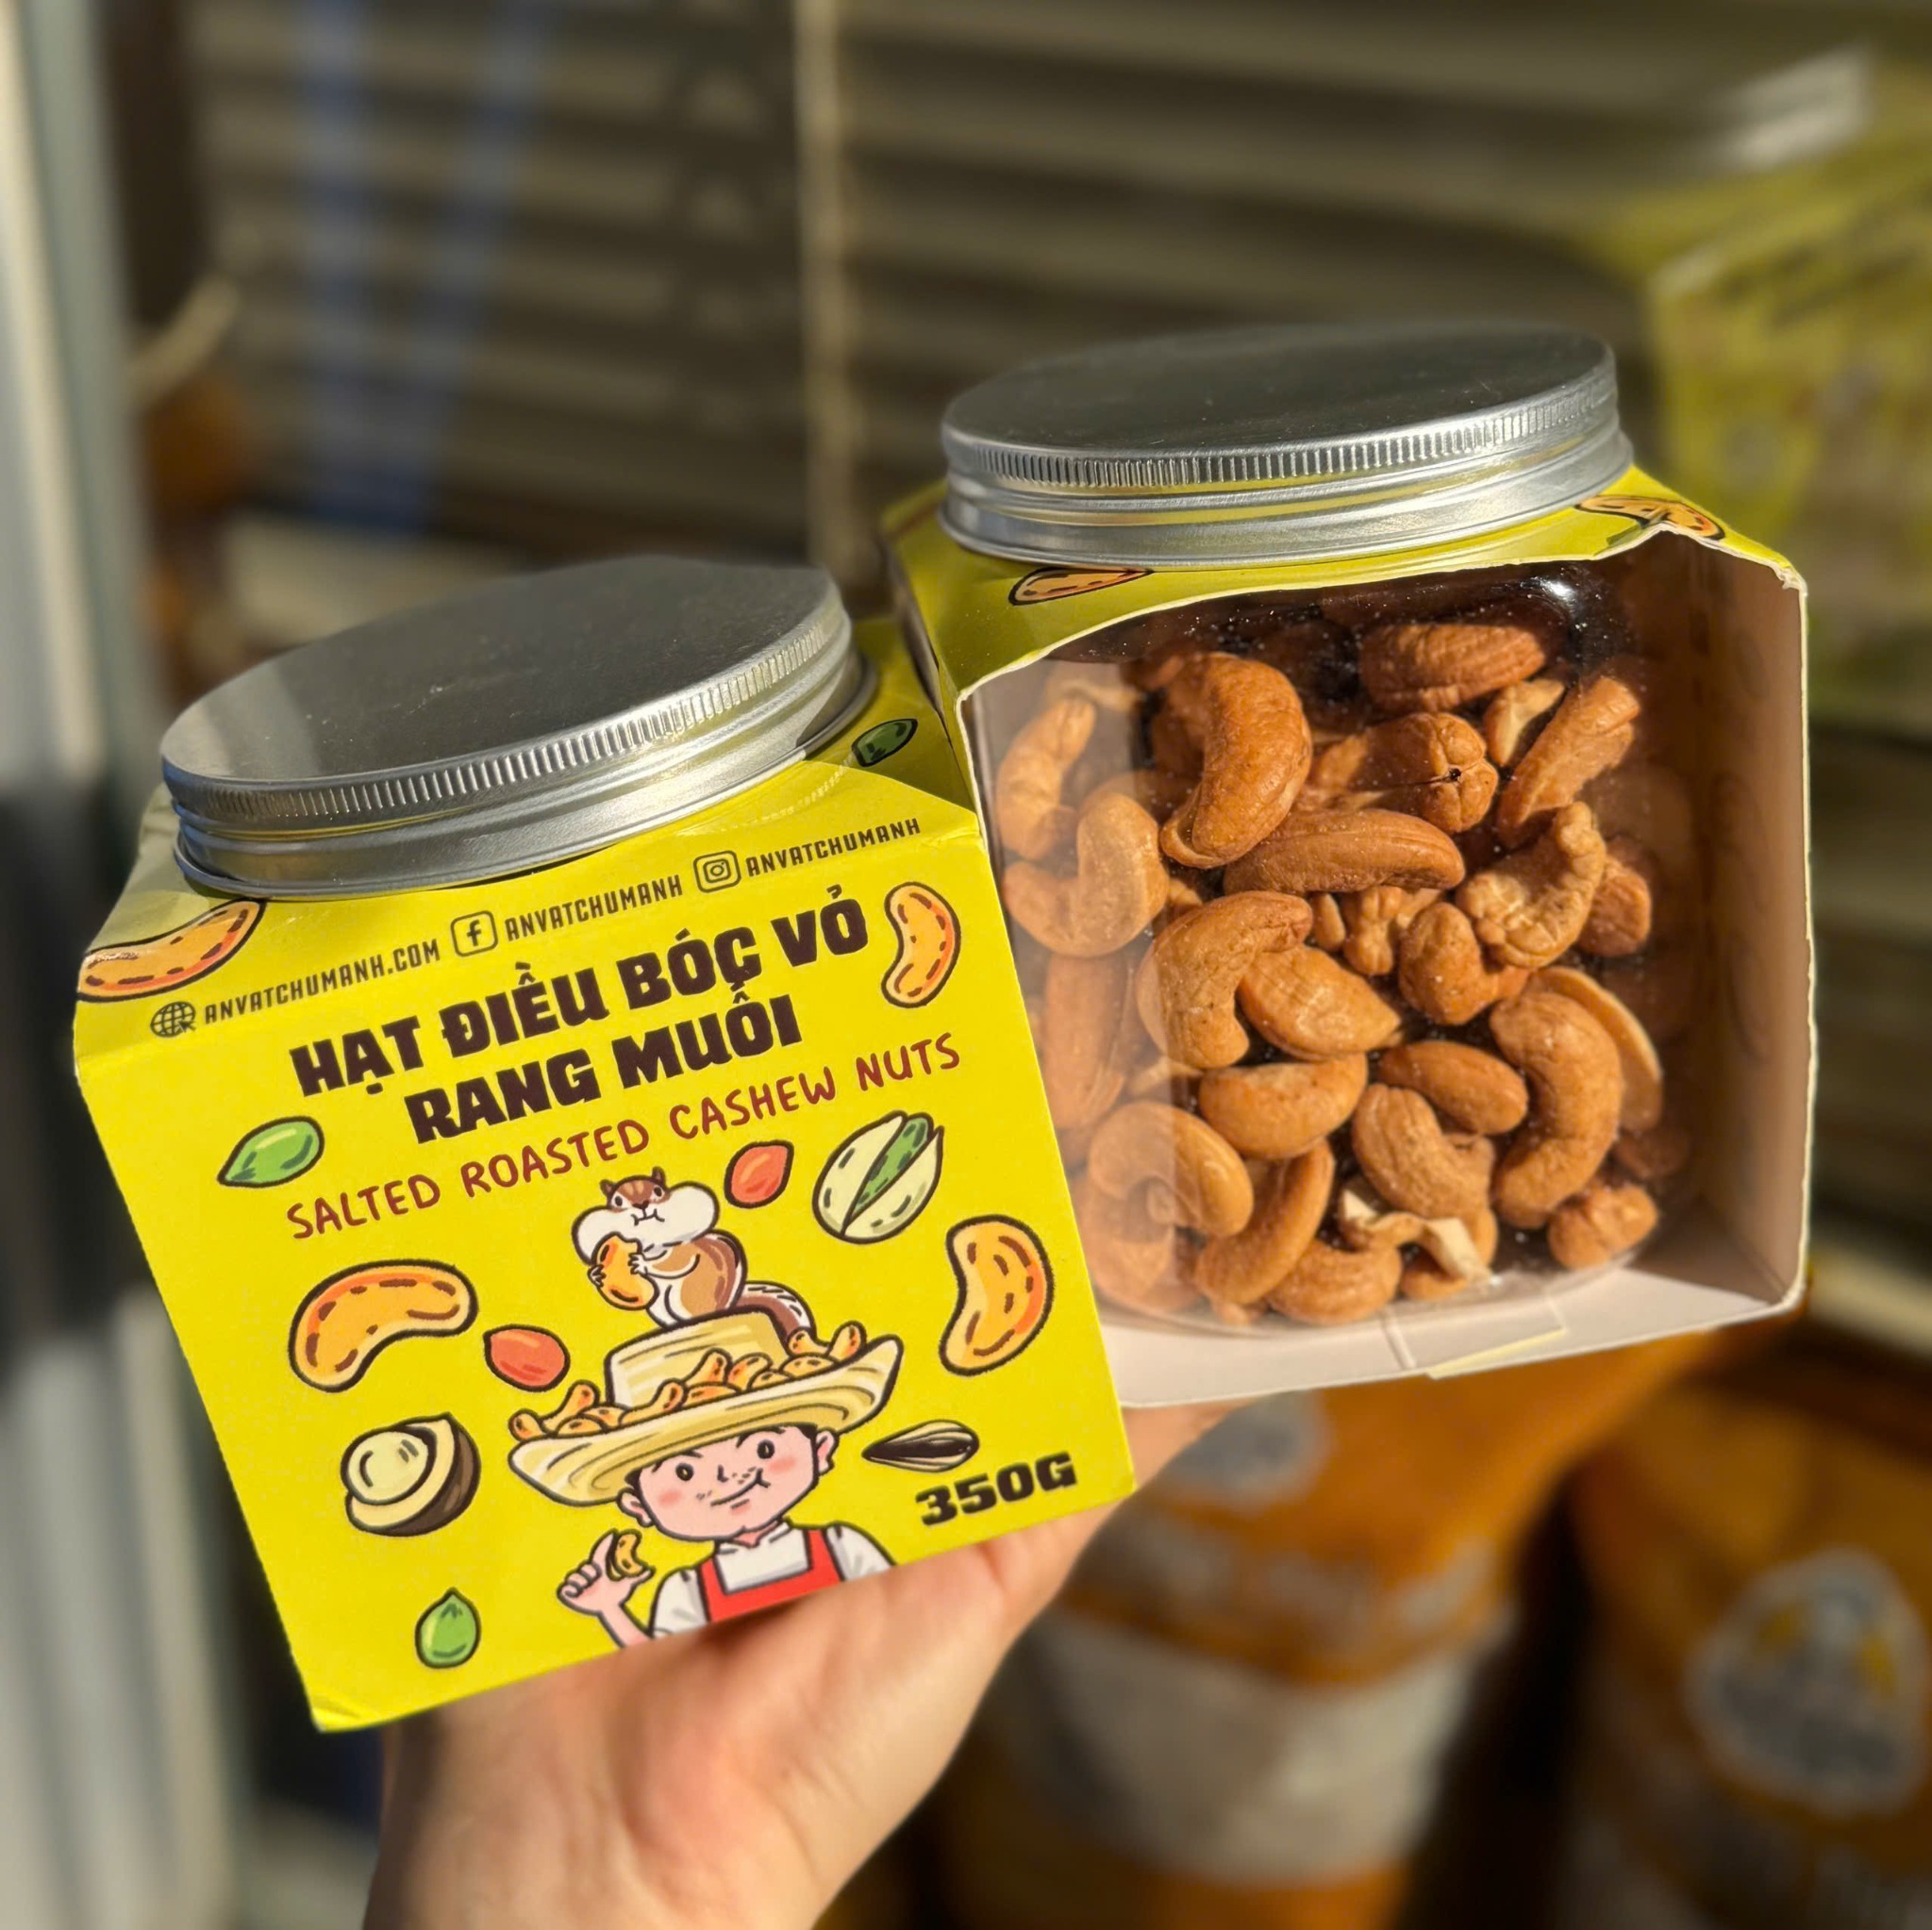 ANVATCHUMANH.COM ANVATCHUMANH ANVATCHUMANH
HẠT ĐIỀU BÓC VỎ
RANG MUỐI
SALTED ROASTED CASHEW NUTS
350G